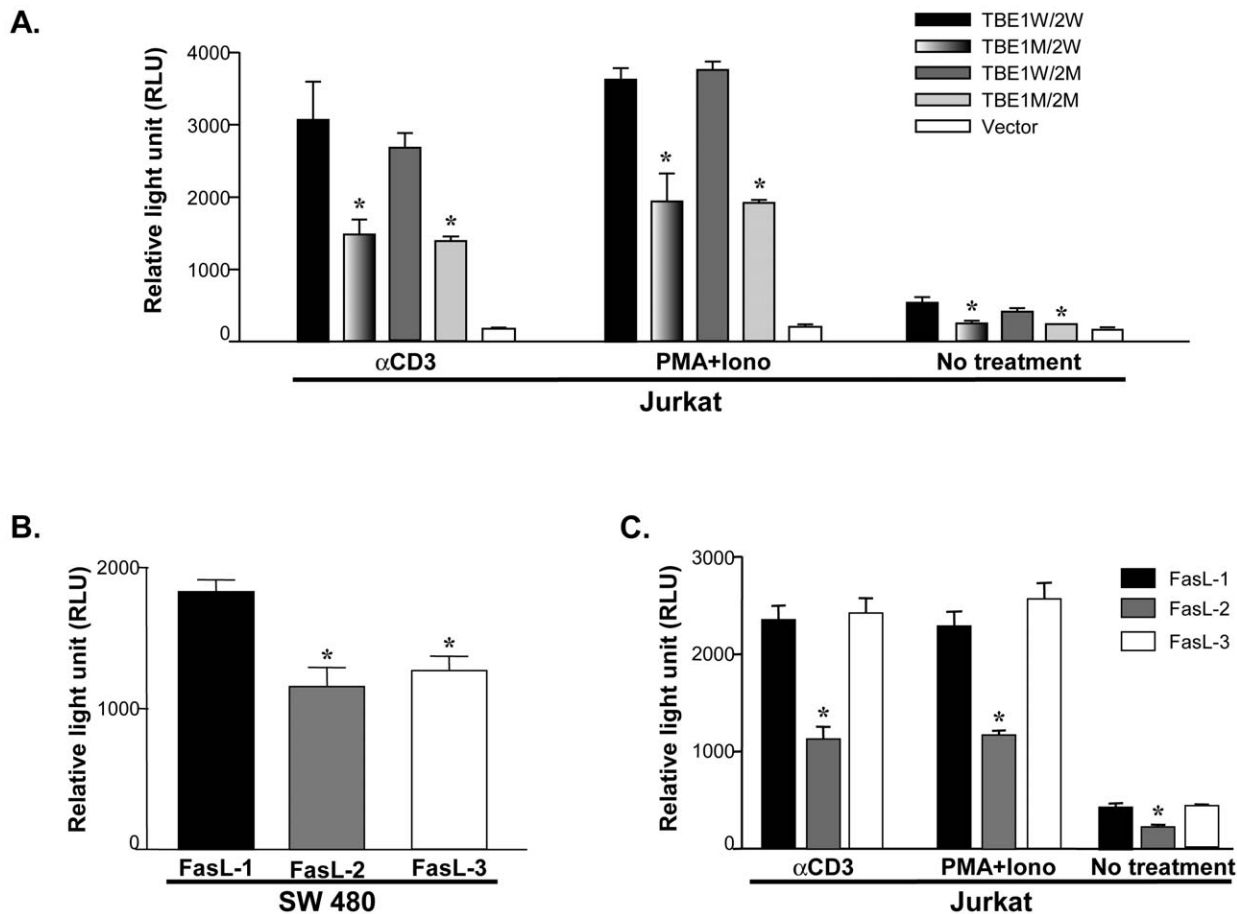 A.
TBE1W/2W
TBE1M/2W
TBE1W/2M
TBE1M/2M
Vector
Relative light unit (RLU)
4000
3000
2000
1000
0
* * * * * *
αCD3 PMA+Iono No treatment
Jurkat
B.
Relative light unit (RLU)
2000
1000
0
* *
FasL-1 FasL-2 FasL-3
SW 480
C.
FasL-1
FasL-2
FasL-3
Relative light unit (RLU)
3000
2000
1000
0
* * *
αCD3 PMA+Iono No treatment
Jurkat